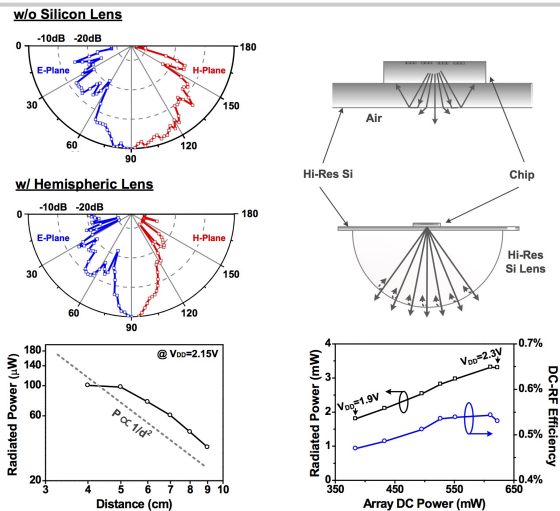 w/o Silicon Lens
0
-10dB
-20dB
180
E-Plane
H-Plane
30
150
60
120
90
Air
Hi-Res Si
Chip
w/ Hemispheric Lens
0
-10dB
-20dB
180
E-Plane
H-Plane
30
150
60
120
90
Hi-Res
Si Lens
Radiated Power (μW)
180
140
100
60
20
@ VDD=2.15V
P ∝ 1/d²
3
4
5
6
7
8
9
10
Distance (cm)
Radiated Power (mW)
4
3
2
1
0
VDD=1.9V
VDD=2.3V
0.7%
0.6%
0.5%
0.4%
DC-RF Efficiency
350
450
550
650
Array DC Power (mW)